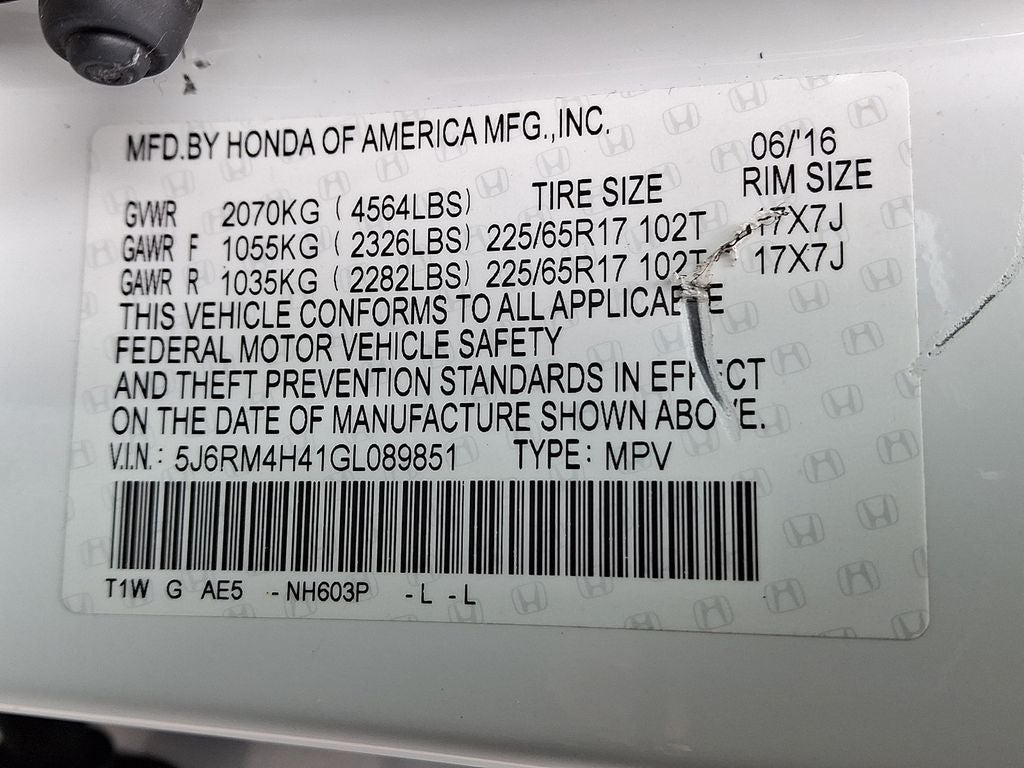 MFD.BY HONDA OF AMERICA MFG.,INC. 06/'16
TIRE SIZE RIM SIZE
GVWR 2070KG (4564LBS)
GAWR F 1055KG (2326LBS) 225/65R17 102T 17X7J
GAWR R 1035KG (2282LBS) 225/65R17 102T 17X7J
THIS VEHICLE CONFORMS TO ALL APPLICABLE
FEDERAL MOTOR VEHICLE SAFETY
AND THEFT PREVENTION STANDARDS IN EFFECT
ON THE DATE OF MANUFACTURE SHOWN ABOVE.
V.I.N.: 5J6RM4H41GL089851 TYPE: MPV
T1W G AE5 -NH603P -L -L